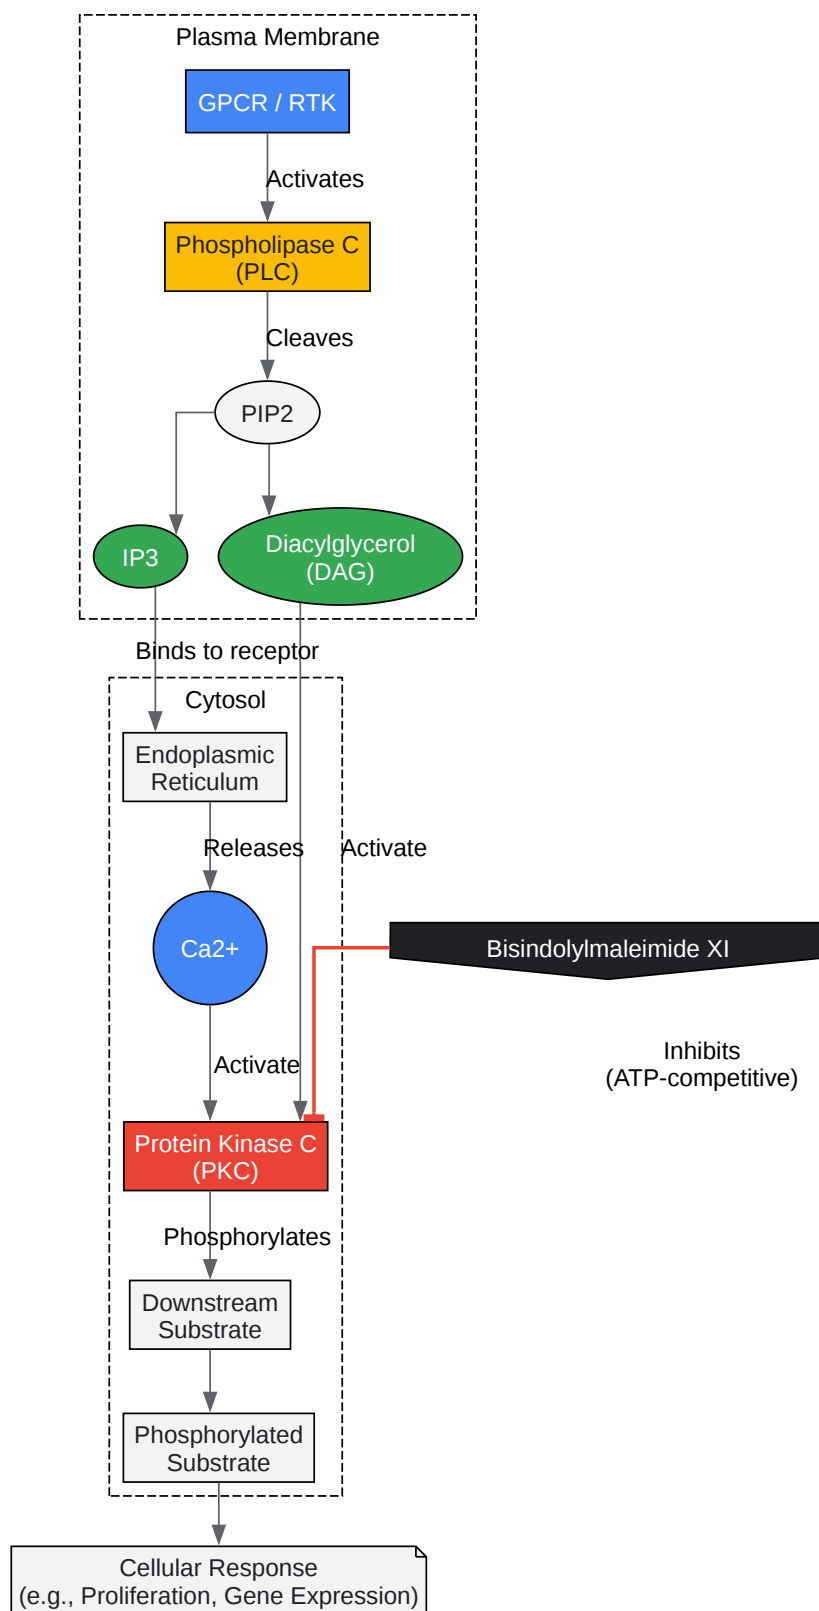 Plasma Membrane
GPCR / RTK
Activates
Phospholipase C
(PLC)
Cleaves
PIP2
IP3
Diacylglycerol
(DAG)
Binds to receptor
Cytosol
Endoplasmic
Reticulum
Releases
Activate
Ca2+
Bisindolylmaleimide XI
Inhibits
(ATP-competitive)
Activate
Protein Kinase C
(PKC)
Phosphorylates
Downstream
Substrate
Phosphorylated
Substrate
Cellular Response
(e.g., Proliferation, Gene Expression)